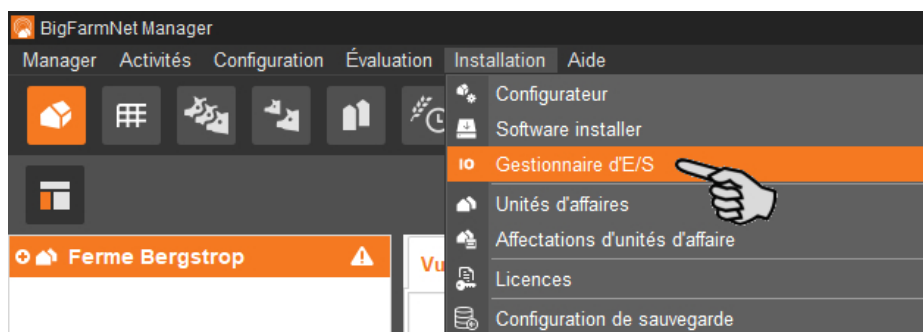 BigFarmNet Manager
Manager Activités Configuration Évaluation Installation Aide
Configurateur
Software installer
IO Gestionnaire d'E/S
Unités d'affaires
Affectations d'unités d'affaire
Licences
Configuration de sauvegarde
Ferme Bergstrop
Vu